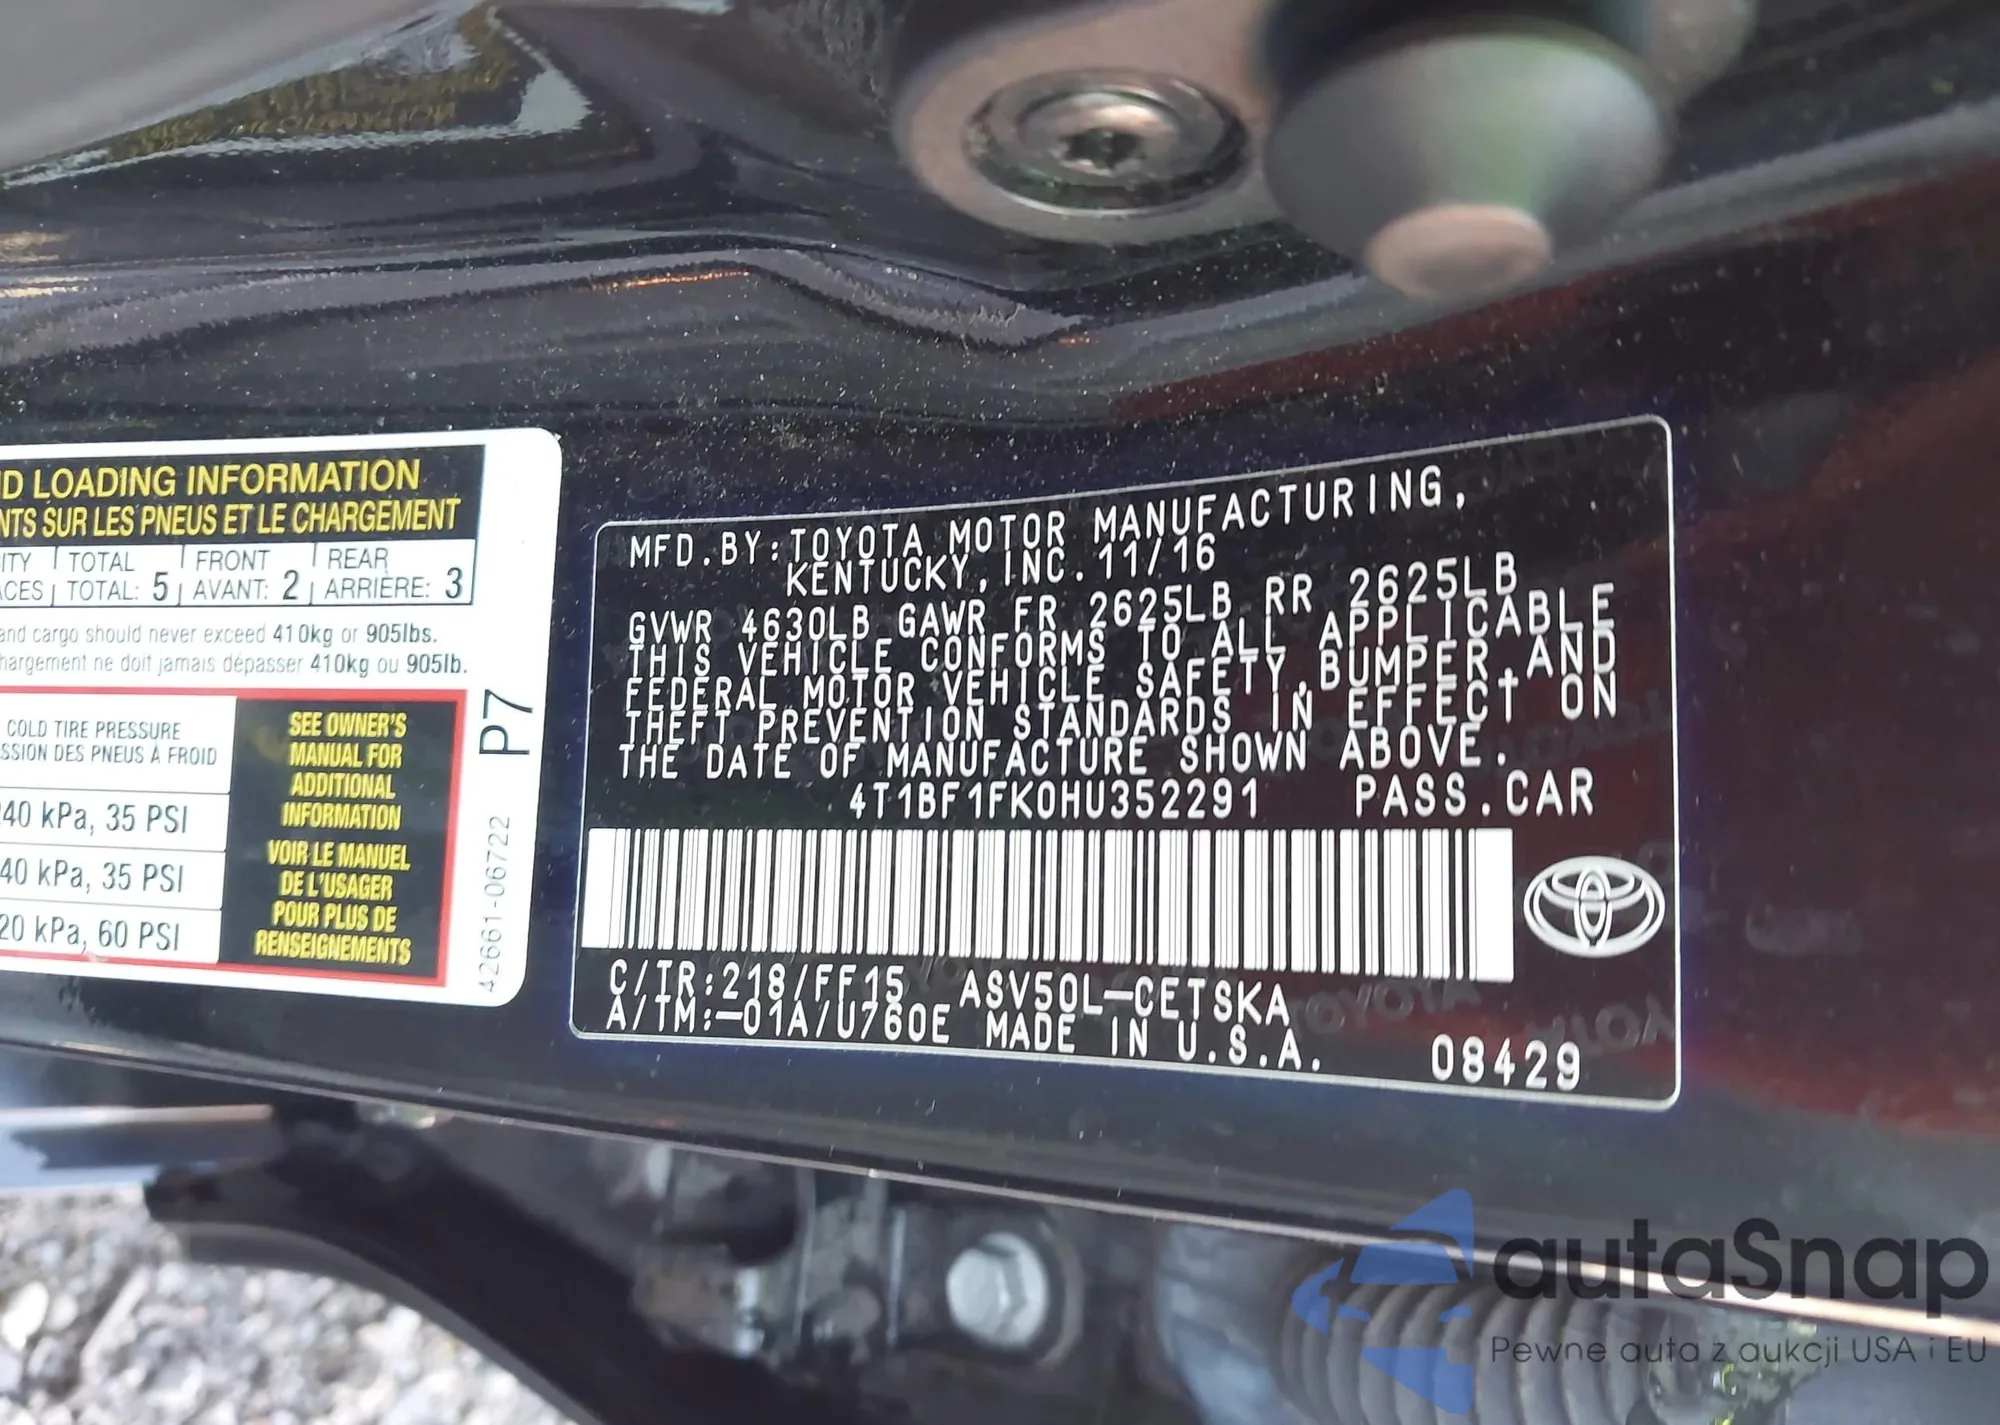 D LOADING INFORMATION
NTS SUR LES PNEUS ET LE CHARGEMENT
ITY TOTAL FRONT REAR
ACES TOTAL: 5 AVANT: 2 ARRIÈRE: 3
and cargo should never exceed 410kg or 905lbs.
hargement ne doit jamais dépasser 410kg ou 905lb.
COLD TIRE PRESSURE
SSION DES PNEUS À FROID
40 kPa, 35 PSI
40 kPa, 35 PSI
20 kPa, 60 PSI
SEE OWNER'S
MANUAL FOR
ADDITIONAL
INFORMATION
VOIR LE MANUEL
DE L'USAGER
POUR PLUS DE
RENSEIGNEMENTS
P7
42661-06722
MFD.BY:TOYOTA MOTOR MANUFACTURING,
KENTUCKY,INC.11/16
GVWR 4630LB GAWR FR 2625LB RR 2625LB
THIS VEHICLE CONFORMS TO ALL APPLICABLE
FEDERAL MOTOR VEHICLE SAFETY,BUMPER,AND
THEFT PREVENTION STANDARDS IN EFFECT ON
THE DATE OF MANUFACTURE SHOWN ABOVE.
4T1BF1FK0HU352291 PASS.CAR
C/TR:218/FF15 ASV50L-CETSKA
A/TM:-01A/U760E MADE IN U.S.A. 08429
autaSnap
Pewne auta z aukcji USA i EU